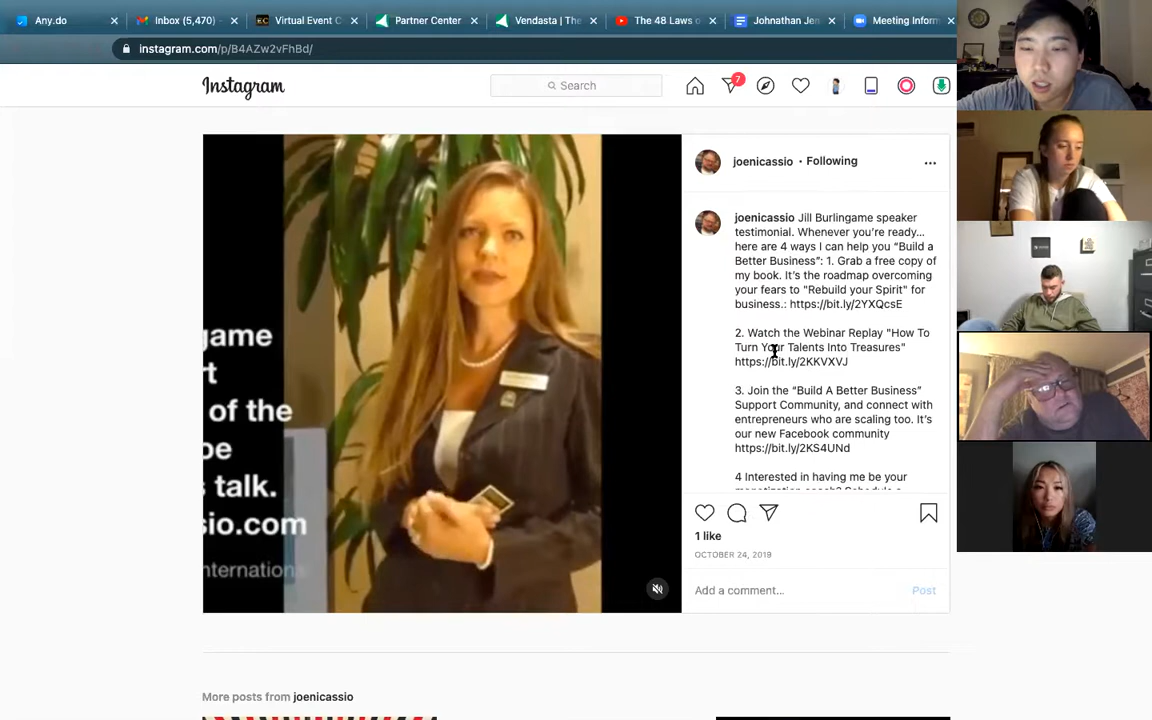 Any.do
Inbox (5,470)
Virtual Event C
Partner Center
Vendasta | The
The 48 Laws o
Johnathan Jen
Meeting Inform
instagram.com/p/B4AZw2vFhBd/
Instagram
Search
7
joenicassio • Following
joenicassio Jill Burlingame speaker
testimonial. Whenever you're ready...
here are 4 ways I can help you “Build a
Better Business”: 1. Grab a free copy of
my book. It's the roadmap overcoming
your fears to "Rebuild your Spirit" for
business.: https://bit.ly/2YXQcsE
2. Watch the Webinar Replay "How To
Turn Your Talents Into Treasures"
https://bit.ly/2KKVXVJ
3. Join the “Build A Better Business”
Support Community, and connect with
entrepreneurs who are scaling too. It's
our new Facebook community
https://bit.ly/2KS4UNd
4 Interested in having me be your
game
rt
of the
oe
s talk.
sio.com
nternation
1 like
OCTOBER 24, 2019
Add a comment...
Post
More posts from joenicassio